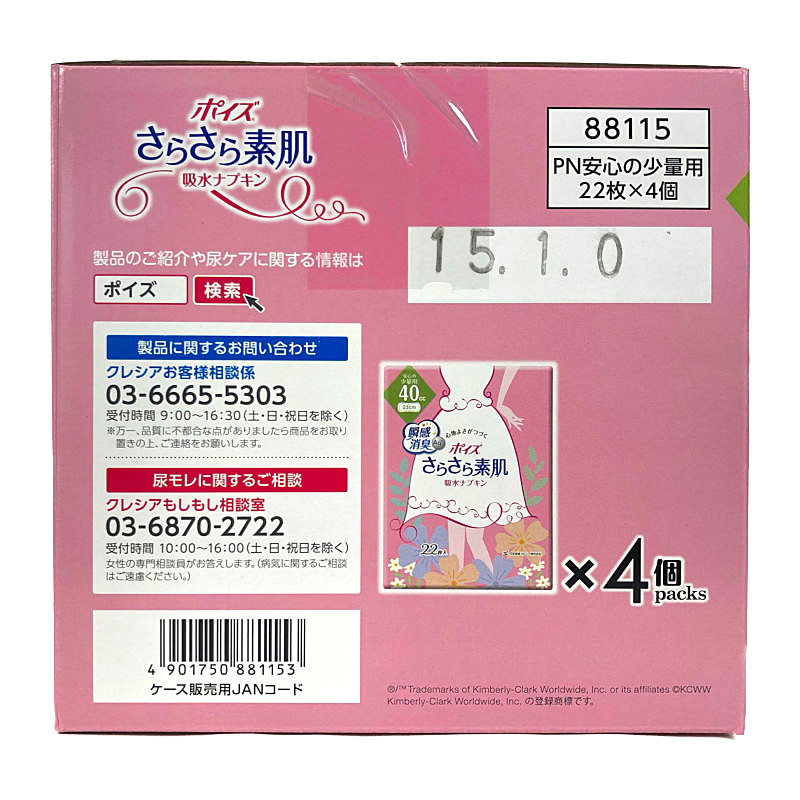 ポイズ
さらさら素肌
吸水ナプキン
88115
PN安心の少量用
22枚×4個
15.1.0
製品のご紹介や尿ケアに関する情報は
ポイズ 検索
製品に関するお問い合わせ
クレシアお客様相談係
03-6665-5303
受付時間 9:00〜16:30(土・日・祝日を除く)
※万一、品質に不都合な点がありましたら商品をお取り
置きの上、ご連絡をお願いします。
尿モレに関するご相談
クレシアもしもし相談室
03-6870-2722
受付時間 10:00〜16:00(土・日・祝日を除く)
女性の専門相談員がお答えします。(病気に関するご相談
はご遠慮ください。)
安心の
少量用
40cc
23cm
瞬感
消臭Ag
心地よさがつづく
ポイズ
さらさら素肌
吸水ナプキン
22枚入
×4個
packs
4 901750 881153
ケース販売用JANコード
®/™Trademarks of Kimberly-Clark Worldwide, Inc. or its affiliates ©KCWW
Kimberly-Clark Worldwide, Inc. の登録商標です。